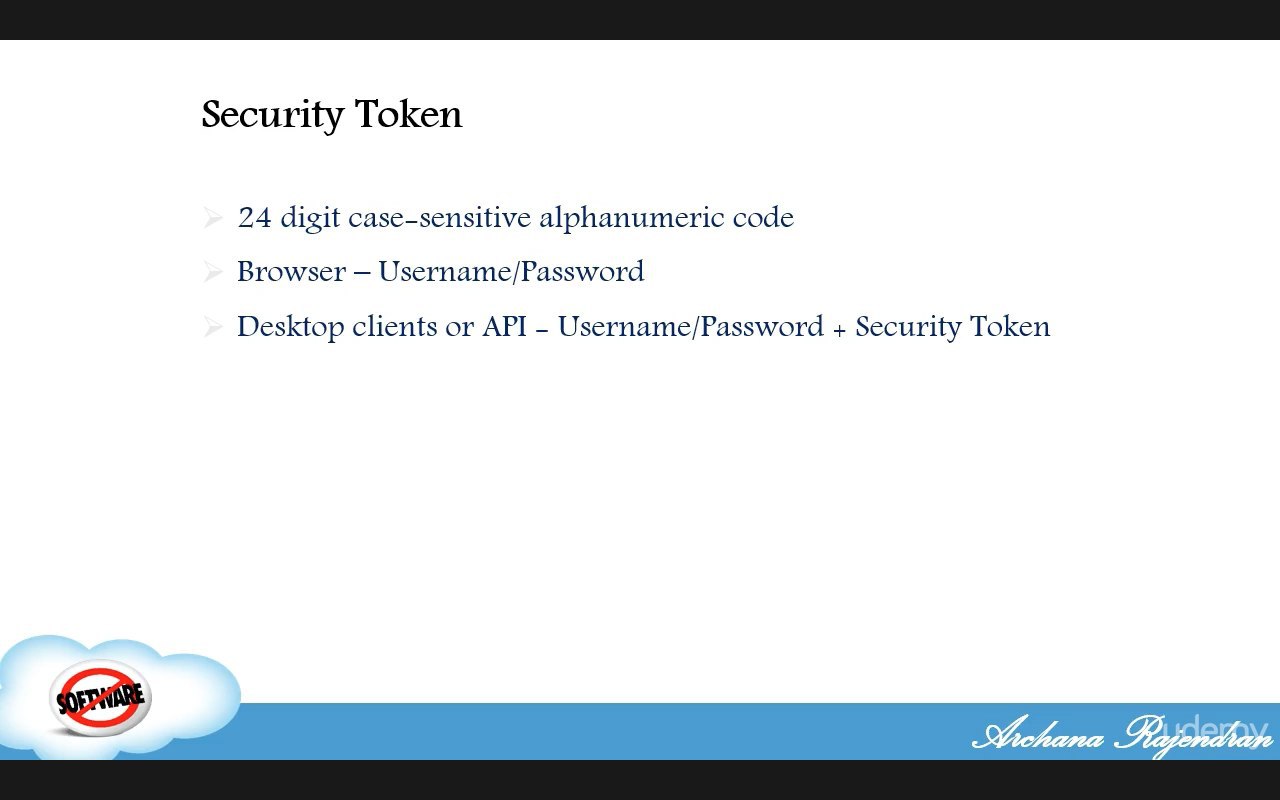 Security Token
24 digit case-sensitive alphanumeric code
Browser – Username/Password
Desktop clients or API - Username/Password + Security Token
SOFTWARE
Archana Rajendran
udemy